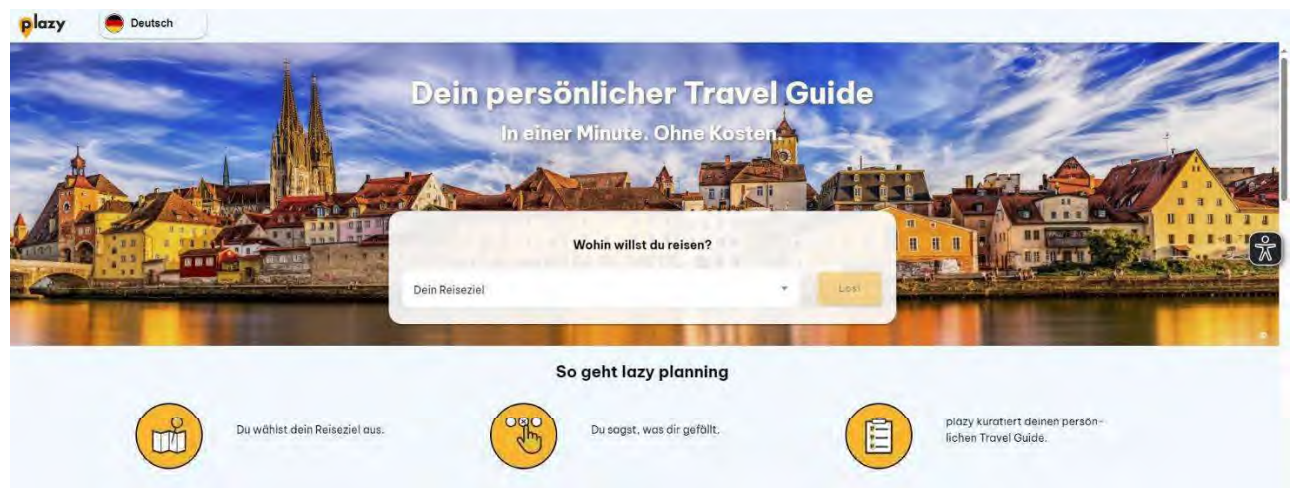 plazy
Deutsch
Dein persönlicher Travel Guide
In einer Minute. Ohne Kosten.
Wohin willst du reisen?
Dein Reiseziel
Los!
So geht lazy planning
Du wählst dein Reiseziel aus.
Du sagst, was dir gefällt.
plazy kuratiert deinen persön-
lichen Travel Guide.